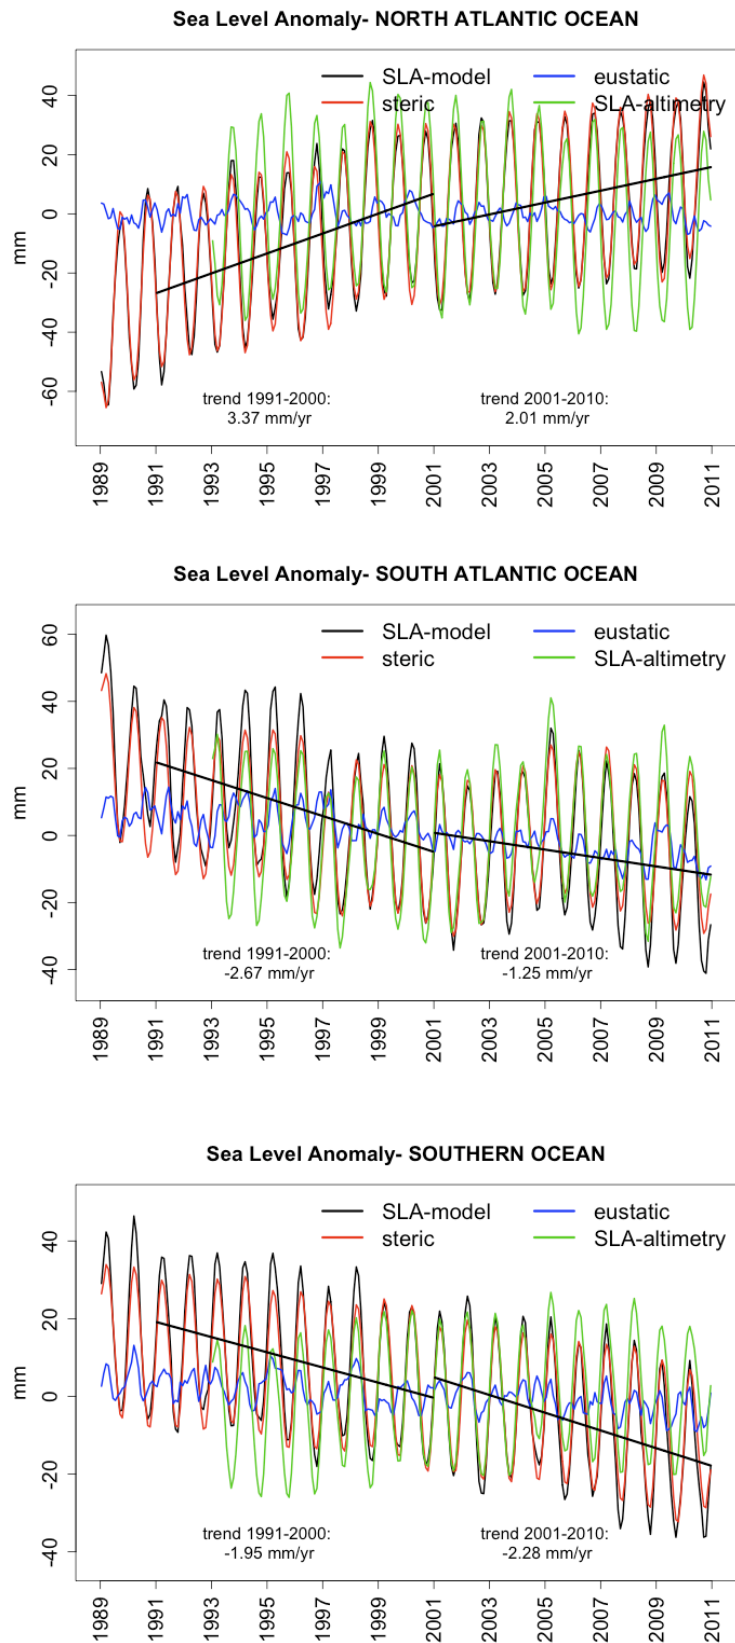 Sea Level Anomaly- NORTH ATLANTIC OCEAN
SLA-model eustatic
steric SLA-altimetry
40
20
0
-20
-40
-60
mm
trend 1991-2000: trend 2001-2010:
3.37 mm/yr 2.01 mm/yr
1989 1991 1993 1995 1997 1999 2001 2003 2005 2007 2009 2011
Sea Level Anomaly- SOUTH ATLANTIC OCEAN
SLA-model eustatic
steric SLA-altimetry
60
40
20
0
-20
-40
mm
trend 1991-2000: trend 2001-2010:
-2.67 mm/yr -1.25 mm/yr
1989 1991 1993 1995 1997 1999 2001 2003 2005 2007 2009 2011
Sea Level Anomaly- SOUTHERN OCEAN
SLA-model eustatic
steric SLA-altimetry
40
20
0
-20
-40
mm
trend 1991-2000: trend 2001-2010:
-1.95 mm/yr -2.28 mm/yr
1989 1991 1993 1995 1997 1999 2001 2003 2005 2007 2009 2011